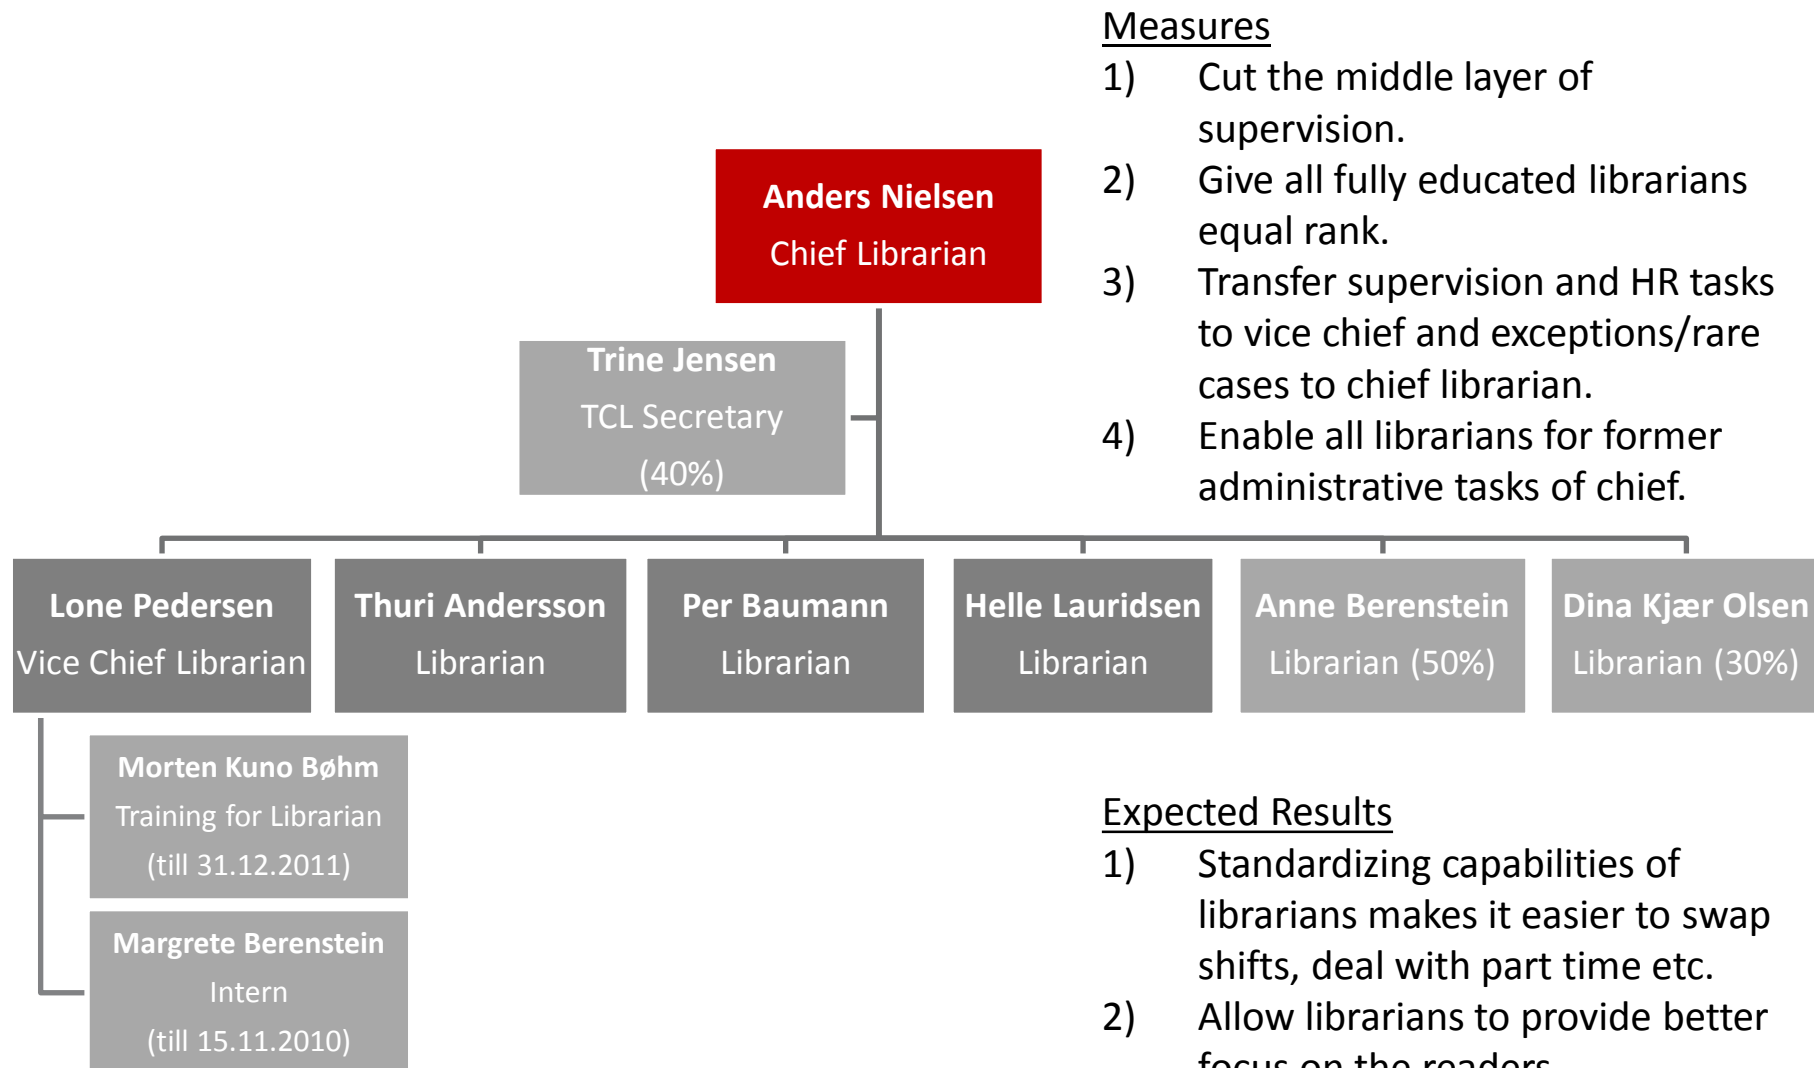 Measures
1) Cut the middle layer of
supervision.
2) Give all fully educated librarians
equal rank.
3) Transfer supervision and HR tasks
to vice chief and exceptions/rare
cases to chief librarian.
4) Enable all librarians for former
administrative tasks of chief.
Anders Nielsen
Chief Librarian
Trine Jensen
TCL Secretary
(40%)
Lone Pedersen
Vice Chief Librarian
Thuri Andersson
Librarian
Per Baumann
Librarian
Helle Lauridsen
Librarian
Anne Berenstein
Librarian (50%)
Dina Kjær Olsen
Librarian (30%)
Morten Kuno Bøhm
Training for Librarian
(till 31.12.2011)
Margrete Berenstein
Intern
(till 15.11.2010)
Expected Results
1) Standardizing capabilities of
librarians makes it easier to swap
shifts, deal with part time etc.
2) Allow librarians to provide better
focus on the readers